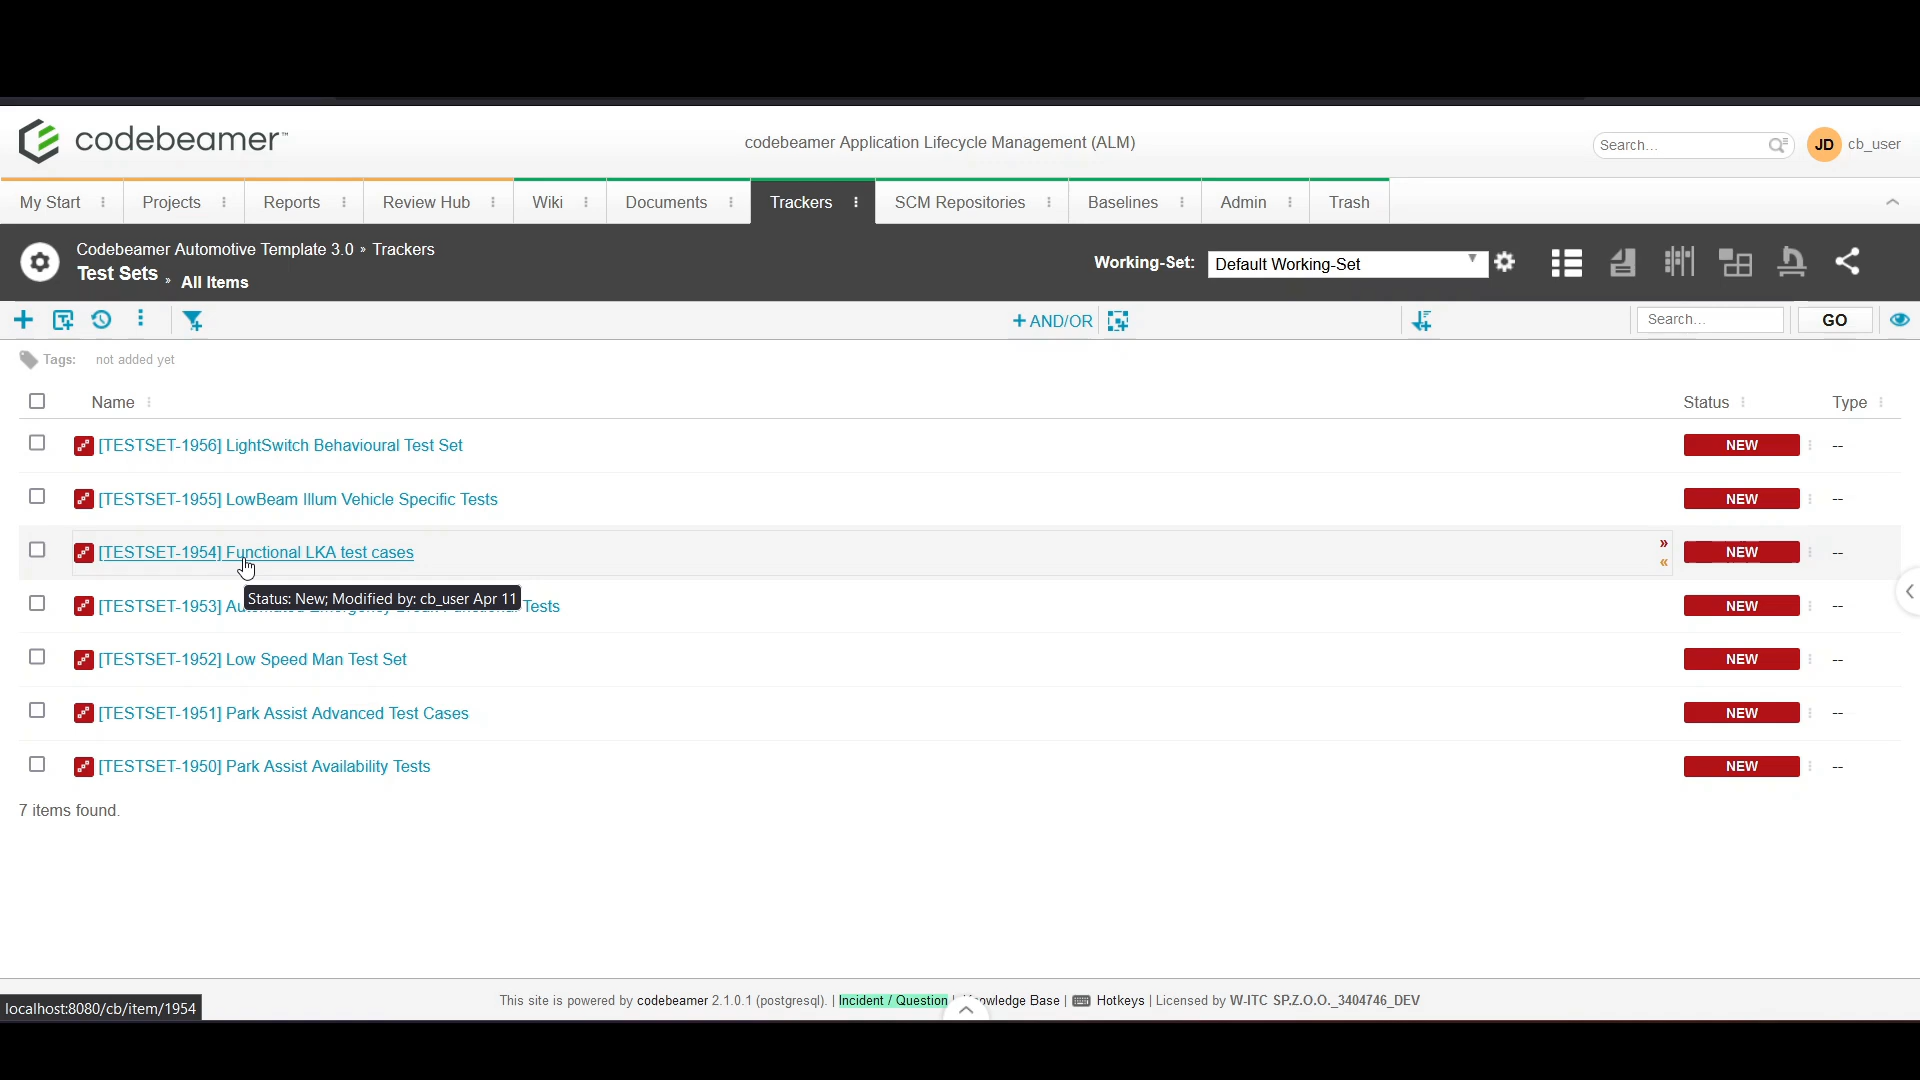 codebeamer™
codebeamer Application Lifecycle Management (ALM)
Search...
JD
cb_user
My Start
Projects
Reports
Review Hub
Wiki
Documents
Trackers
SCM Repositories
Baselines
Admin
Trash
Codebeamer Automotive Template 3.0 » Trackers
Test Sets » All Items
Working-Set:
Default Working-Set
+ AND/OR
Search...
GO
Tags: not added yet
Name
Status
Type
[TESTSET-1956] LightSwitch Behavioural Test Set
NEW
--
[TESTSET-1955] LowBeam Illum Vehicle Specific Tests
NEW
--
[TESTSET-1954] Functional LKA test cases
»
«
NEW
--
Status: New; Modified by: cb_user Apr 11
[TESTSET-1953] Tests
NEW
--
[TESTSET-1952] Low Speed Man Test Set
NEW
--
[TESTSET-1951] Park Assist Advanced Test Cases
NEW
--
[TESTSET-1950] Park Assist Availability Tests
NEW
--
7 items found.
This site is powered by codebeamer 2.1.0.1 (postgresql). | Incident / Question | Knowledge Base | Hotkeys | Licensed by W-ITC SP.Z.O.O._3404746_DEV
localhost:8080/cb/item/1954